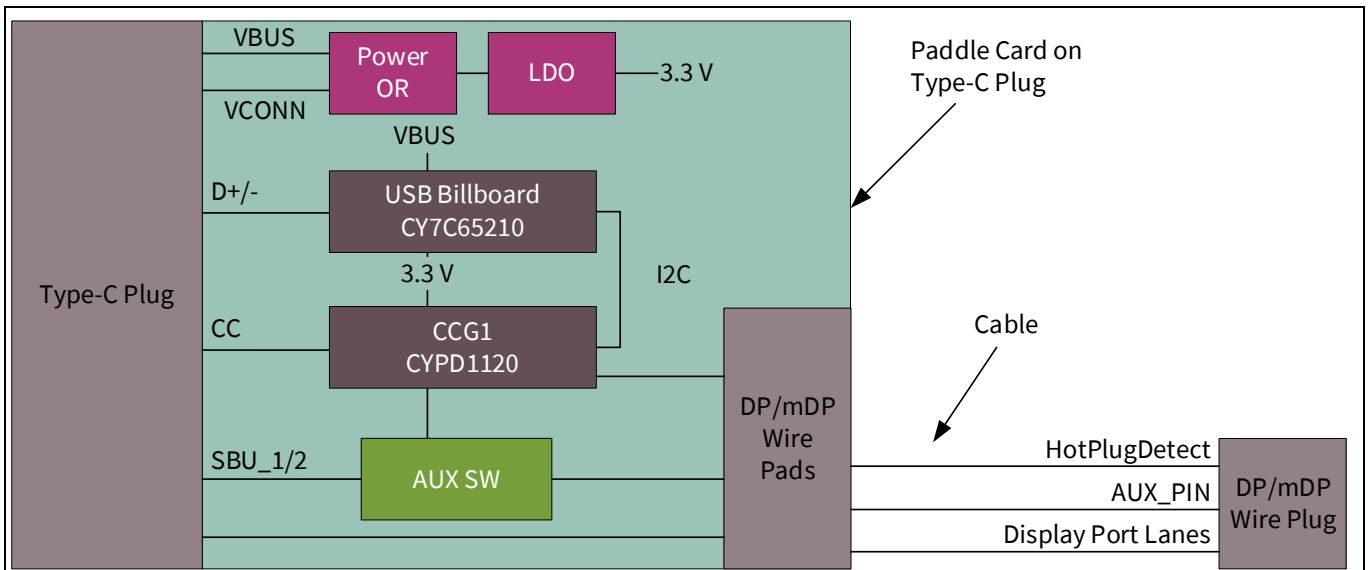 VBUS
Power
OR
LDO
3.3 V
VCONN
VBUS
D+/-
USB Billboard
CY7C65210
3.3 V
I2C
Type-C Plug
CC
CCG1
CYPD1120
SBU_1/2
AUX SW
DP/mDP
Wire
Pads
Paddle Card on
Type-C Plug
Cable
HotPlugDetect
AUX_PIN
Display Port Lanes
DP/mDP
Wire Plug